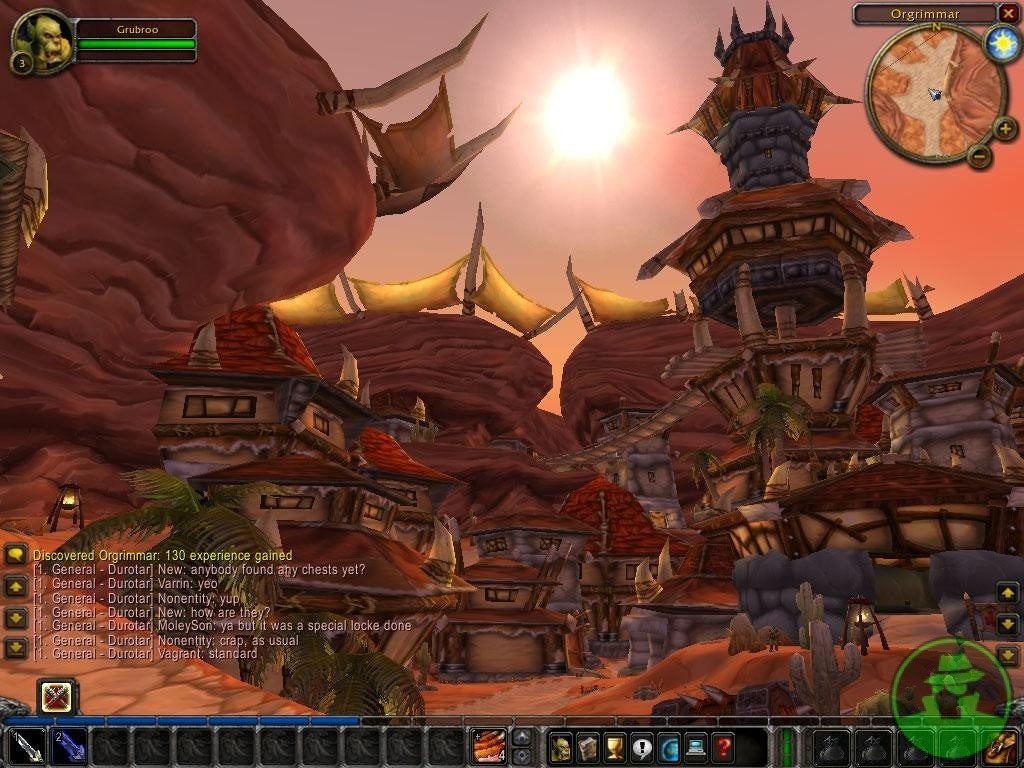 Grubroo
3
Orgrimmar
N
Discovered Orgrimmar: 130 experience gained
[1. General - Durotar] New: anybody found any chests yet?
[1. General - Durotar] Varrin: yeo
[1. General - Durotar] Nonentity: yup
[1. General - Durotar] New: how are they?
[1. General - Durotar] MoleySon: ya but it was a special locke done
[1. General - Durotar] Nonentity: crap, as usual
[1. General - Durotar] Vagrant: standard
1
2
4